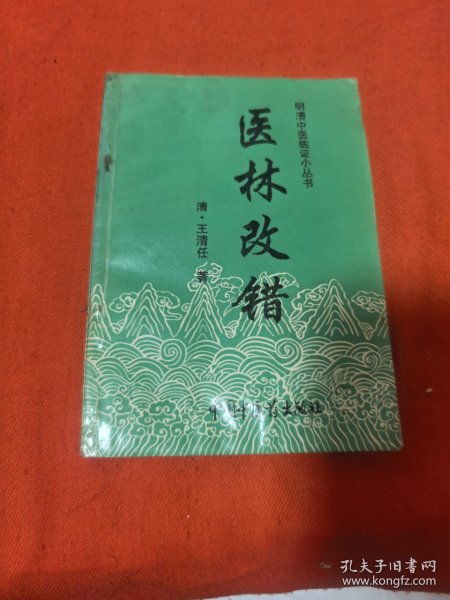 明清中医临证小丛书
医林改错
清·王清任 著
中国中医药出版社
孔夫子旧书网
www.kongfz.com